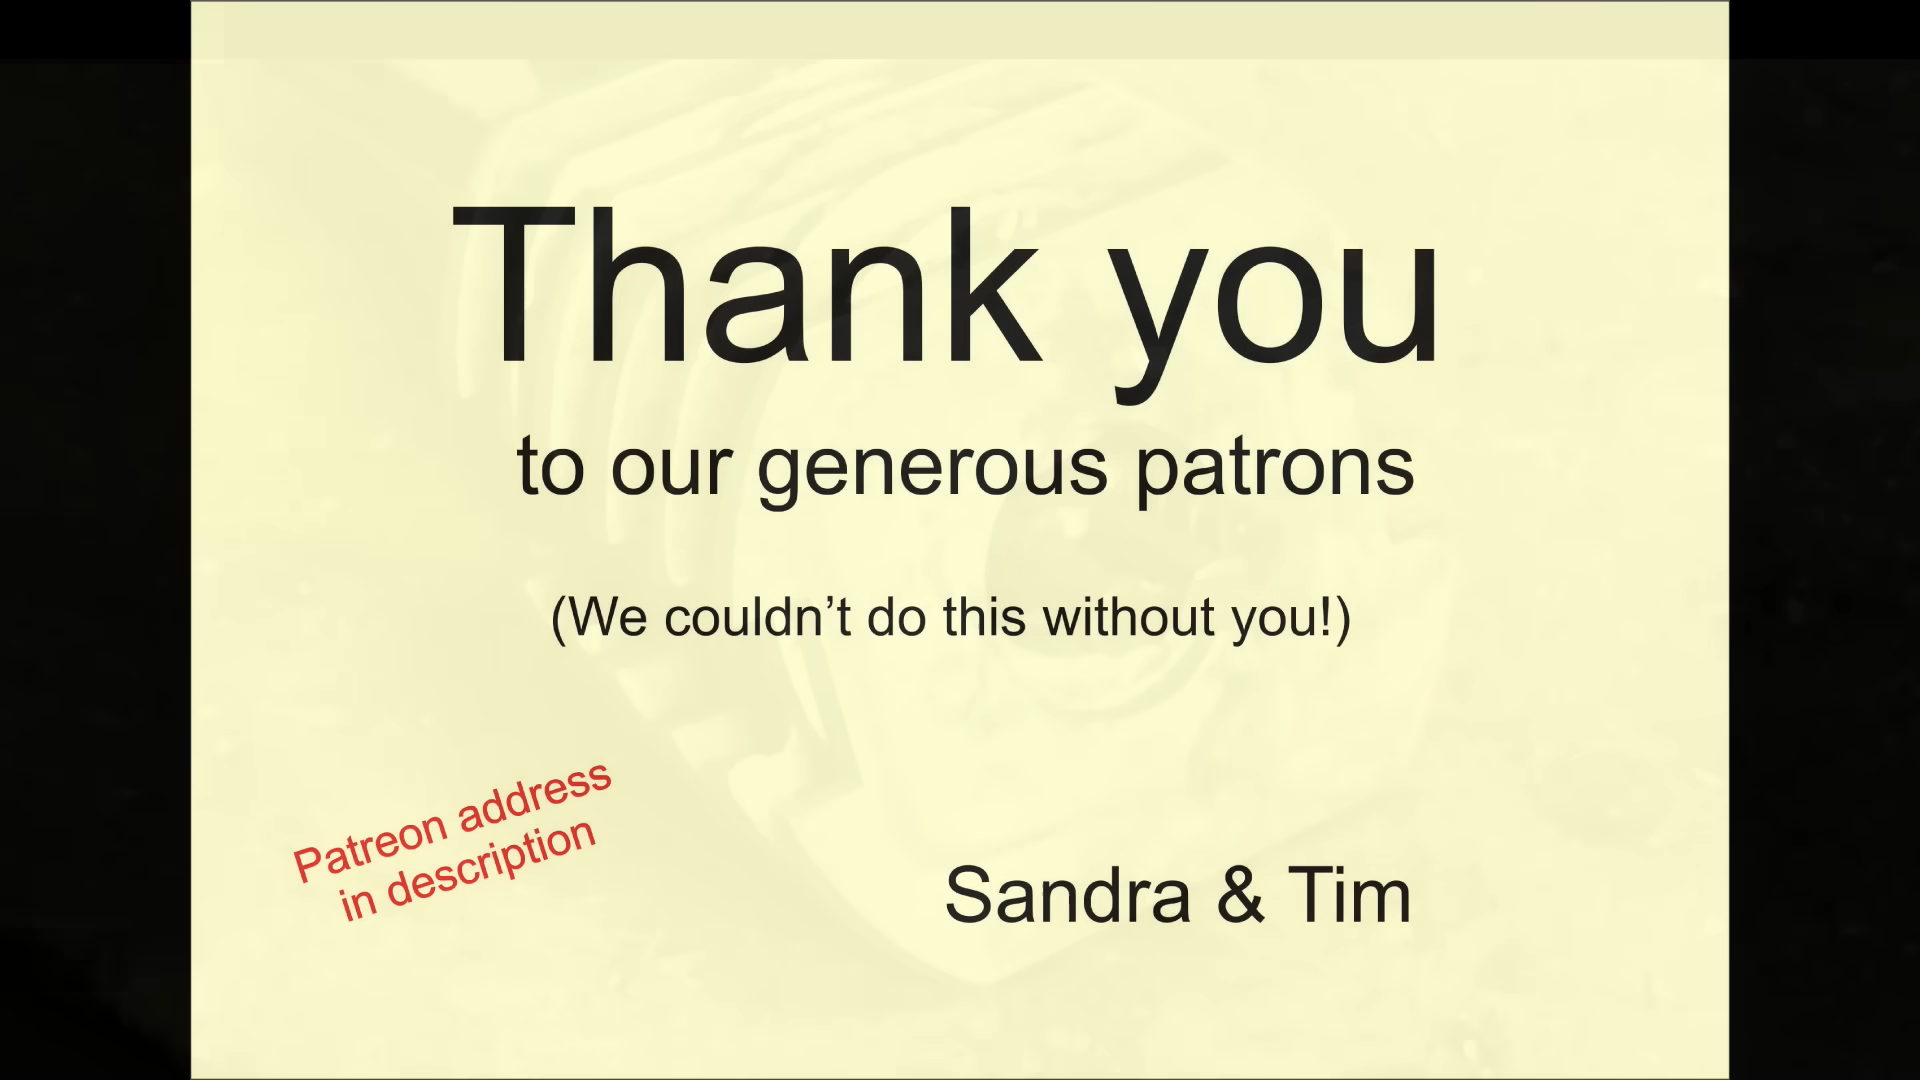 Thank you
to our generous patrons
(We couldn’t do this without you!)
Patreon address
in description
Sandra & Tim